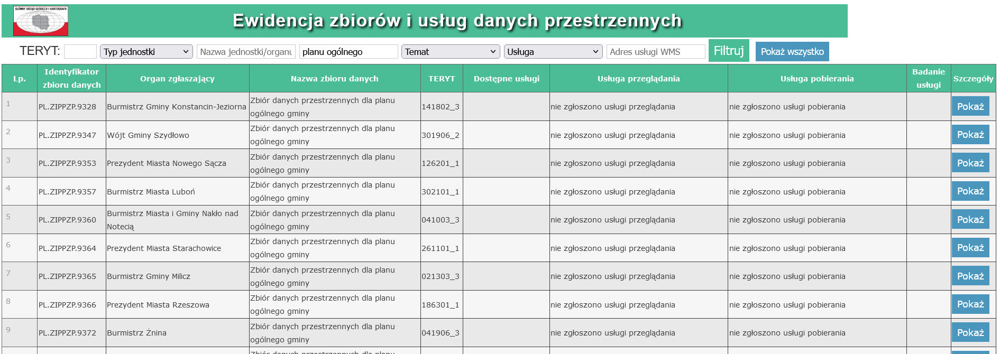 GŁÓWNY URZĄD GEODEZJI I KARTOGRAFII
Ewidencja zbiorów i usług danych przestrzennych
TERYT: Typ jednostki Nazwa jednostki/organu planu ogólnego Temat Usługa Adres usługi WMS Filtruj Pokaż wszystko
Lp. Identyfikator zbioru danych Organ zgłaszający Nazwa zbioru danych TERYT Dostępne usługi Usługa przeglądania Usługa pobierania Badanie usługi Szczegóły
1 PL.ZIPPZP.9328 Burmistrz Gminy Konstancin-Jeziorna Zbiór danych przestrzennych dla planu ogólnego gminy 141802_3 nie zgłoszono usługi przeglądania nie zgłoszono usługi pobierania Pokaż
2 PL.ZIPPZP.9347 Wójt Gminy Szydłowo Zbiór danych przestrzennych dla planu ogólnego gminy 301906_2 nie zgłoszono usługi przeglądania nie zgłoszono usługi pobierania Pokaż
3 PL.ZIPPZP.9353 Prezydent Miasta Nowego Sącza Zbiór danych przestrzennych dla planu ogólnego gminy 126201_1 nie zgłoszono usługi przeglądania nie zgłoszono usługi pobierania Pokaż
4 PL.ZIPPZP.9357 Burmistrz Miasta Luboń Zbiór danych przestrzennych dla planu ogólnego gminy 302101_1 nie zgłoszono usługi przeglądania nie zgłoszono usługi pobierania Pokaż
5 PL.ZIPPZP.9360 Burmistrz Miasta i Gminy Nakło nad Notecią Zbiór danych przestrzennych dla planu ogólnego gminy 041003_3 nie zgłoszono usługi przeglądania nie zgłoszono usługi pobierania Pokaż
6 PL.ZIPPZP.9364 Prezydent Miasta Starachowice Zbiór danych przestrzennych dla planu ogólnego gminy 261101_1 nie zgłoszono usługi przeglądania nie zgłoszono usługi pobierania Pokaż
7 PL.ZIPPZP.9365 Burmistrz Gminy Milicz Zbiór danych przestrzennych dla planu ogólnego gminy 021303_3 nie zgłoszono usługi przeglądania nie zgłoszono usługi pobierania Pokaż
8 PL.ZIPPZP.9366 Prezydent Miasta Rzeszowa Zbiór danych przestrzennych dla planu ogólnego gminy 186301_1 nie zgłoszono usługi przeglądania nie zgłoszono usługi pobierania Pokaż
9 PL.ZIPPZP.9372 Burmistrz Żnina Zbiór danych przestrzennych dla planu ogólnego gminy 041906_3 nie zgłoszono usługi przeglądania nie zgłoszono usługi pobierania Pokaż